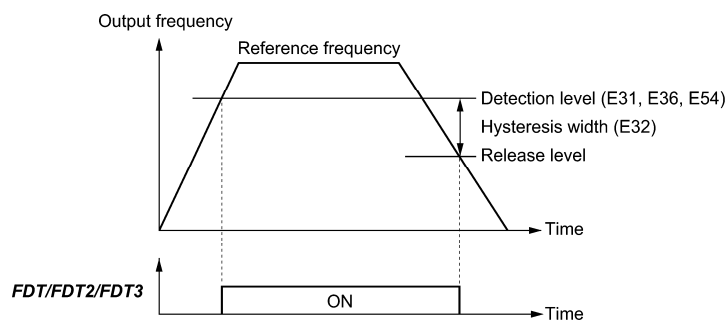 Output frequency
Reference frequency
Detection level (E31, E36, E54)
Hysteresis width (E32)
Release level
Time
FDT/FDT2/FDT3
ON
Time